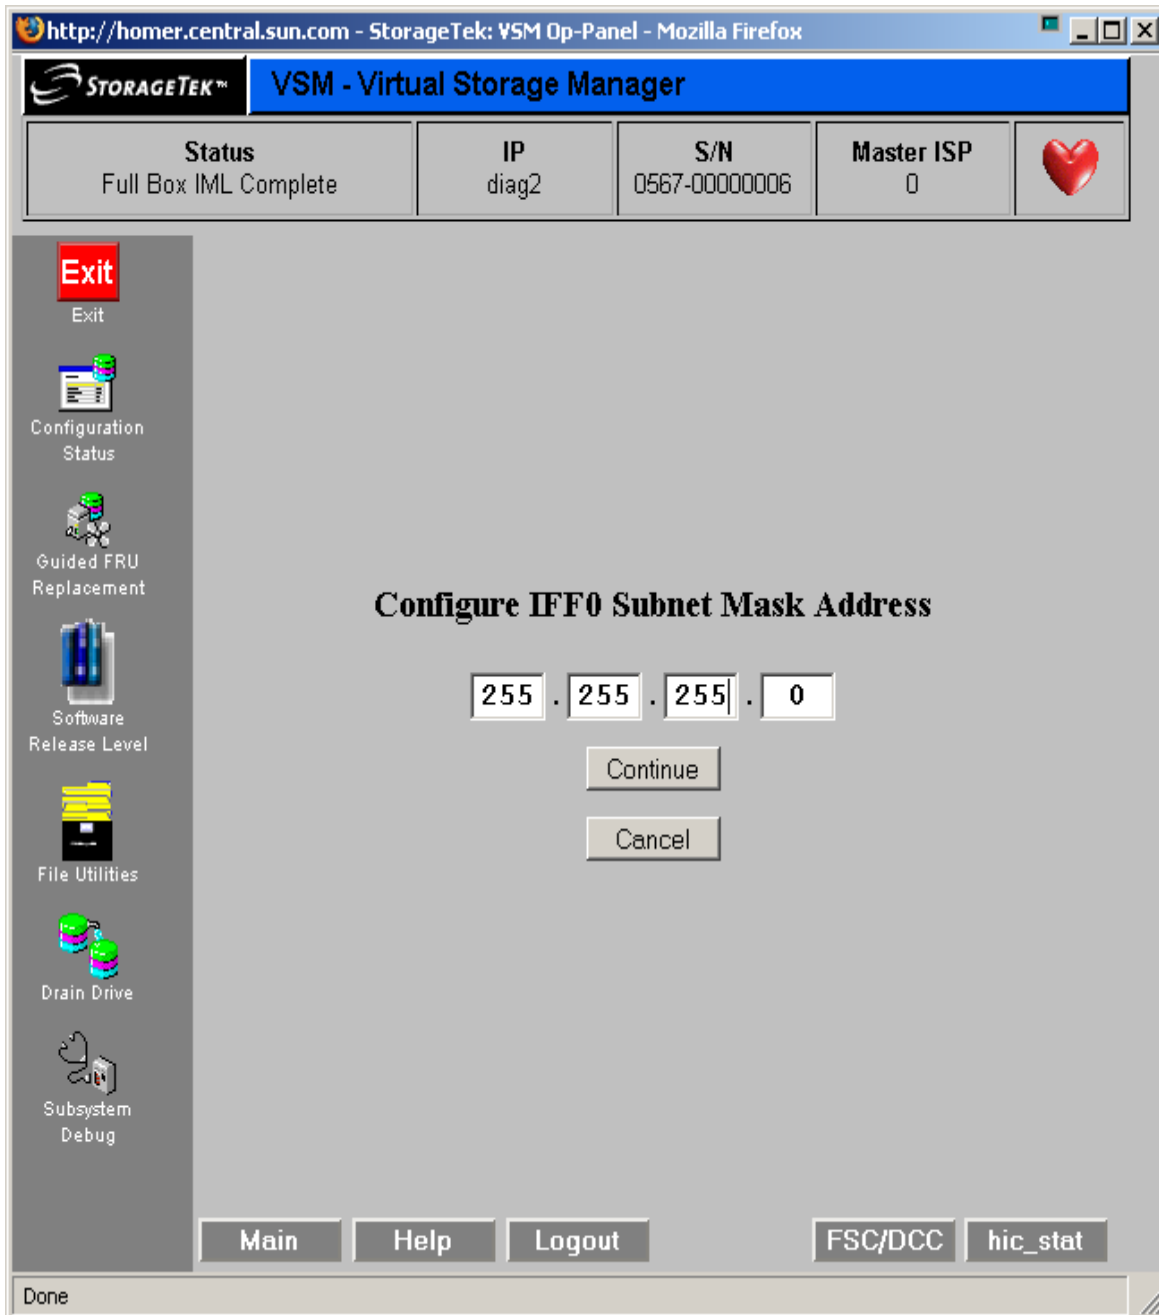 http://homer.central.sun.com - StorageTek: VSM Op-Panel - Mozilla Firefox
STORAGETEK™
VSM - Virtual Storage Manager
Status
Full Box IML Complete
IP
diag2
S/N
0567-00000006
Master ISP
0
Exit
Exit
Configuration
Status
Guided FRU
Replacement
Software
Release Level
File Utilities
Drain Drive
Subsystem
Debug
Configure IFF0 Subnet Mask Address
255 . 255 . 255 . 0
Continue
Cancel
Main
Help
Logout
FSC/DCC
hic_stat
Done